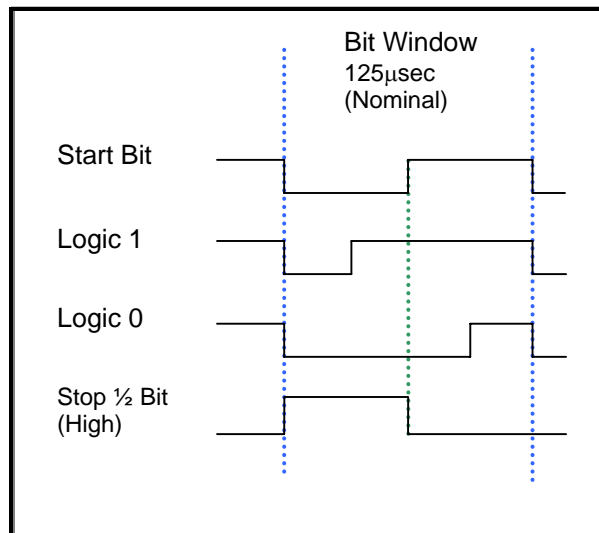 Bit Window
125μsec
(Nominal)
Start Bit
Logic 1
Logic 0
Stop ½ Bit
(High)